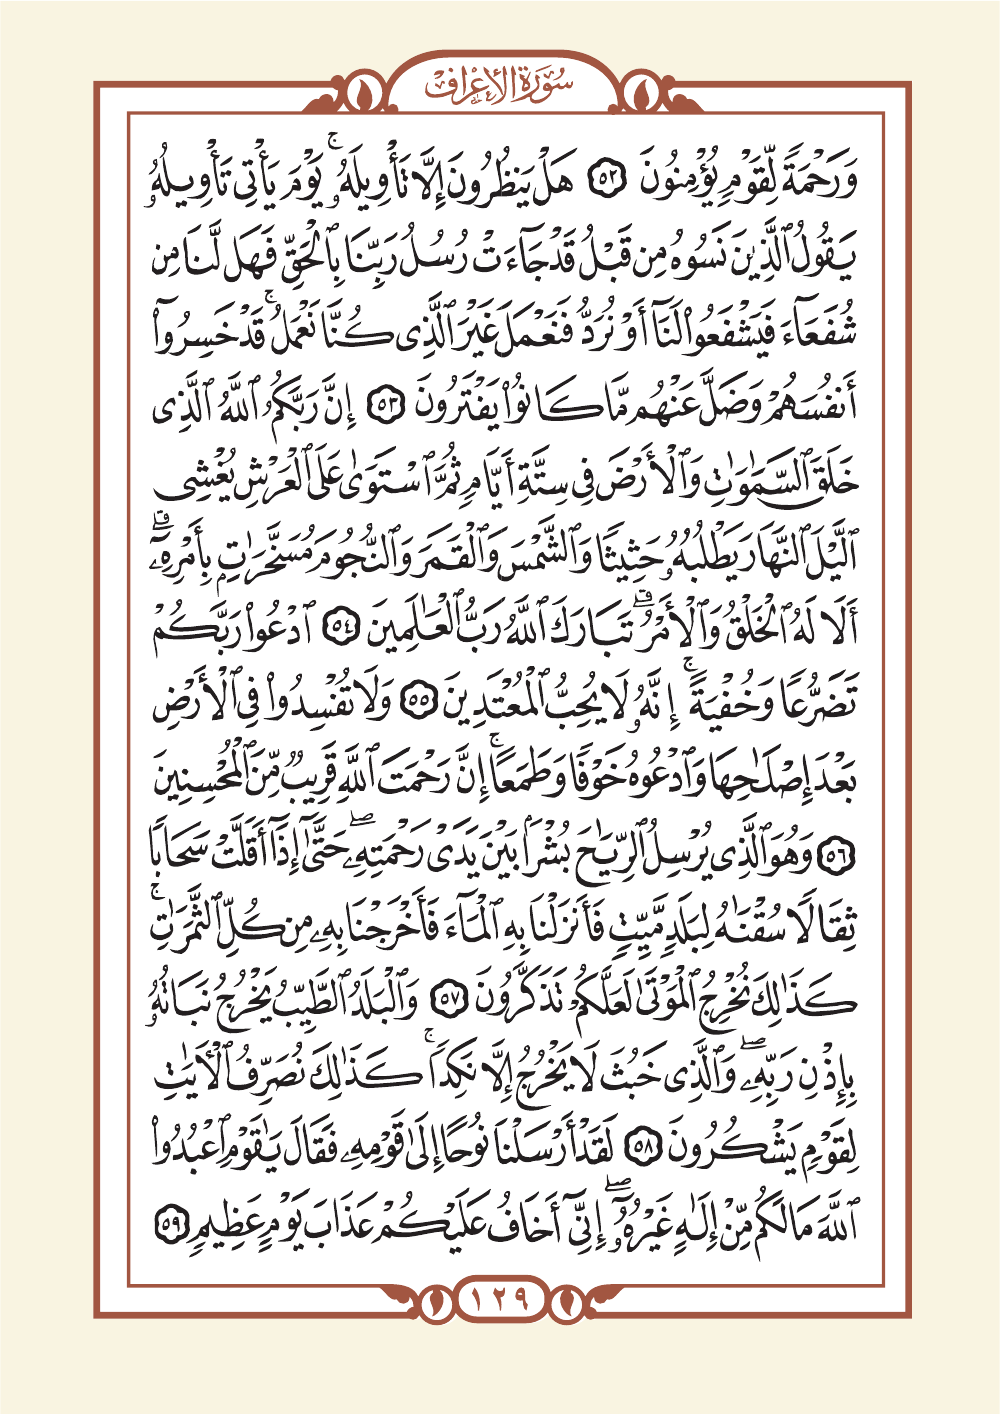 سُورَةُ الأَعْرَافِ
وَرَحْمَةً لِّقَوْمٍ يُؤْمِنُونَ ٥٢ هَلْ يَنظُرُونَ إِلَّا تَأْوِيلَهُۥۚ يَوْمَ يَأْتِى تَأْوِيلُهُۥ
يَقُولُ ٱلَّذِينَ نَسُوهُ مِن قَبْلُ قَدْ جَآءَتْ رُسُلُ رَبِّنَا بِٱلْحَقِّ فَهَل لَّنَا مِن
شُفَعَآءَ فَيَشْفَعُوا۟ لَنَآ أَوْ نُرَدُّ فَنَعْمَلَ غَيْرَ ٱلَّذِى كُنَّا نَعْمَلُۚ قَدْ خَسِرُوٓا۟
أَنفُسَهُمْ وَضَلَّ عَنْهُم مَّا كَانُوا۟ يَفْتَرُونَ ٥٣ إِنَّ رَبَّكُمُ ٱللَّهُ ٱلَّذِى
خَلَقَ ٱلسَّمَٰوَٰتِ وَٱلْأَرْضَ فِى سِتَّةِ أَيَّامٍ ثُمَّ ٱسْتَوَىٰ عَلَى ٱلْعَرْشِ يُغْشِى
ٱلَّيْلَ ٱلنَّهَارَ يَطْلُبُهُۥ حَثِيثًا وَٱلشَّمْسَ وَٱلْقَمَرَ وَٱلنُّجُومَ مُسَخَّرَٰتٍۭ بِأَمْرِهِۦٓۗ
أَلَا لَهُ ٱلْخَلْقُ وَٱلْأَمْرُۗ تَبَارَكَ ٱللَّهُ رَبُّ ٱلْعَٰلَمِينَ ٥٤ ٱدْعُوا۟ رَبَّكُمْ
تَضَرُّعًا وَخُفْيَةًۚ إِنَّهُۥ لَا يُحِبُّ ٱلْمُعْتَدِينَ ٥٥ وَلَا تُفْسِدُوا۟ فِى ٱلْأَرْضِ
بَعْدَ إِصْلَٰحِهَا وَٱدْعُوهُ خَوْفًا وَطَمَعًاۚ إِنَّ رَحْمَتَ ٱللَّهِ قَرِيبٌ مِّنَ ٱلْمُحْسِنِينَ
٥٦ وَهُوَ ٱلَّذِى يُرْسِلُ ٱلرِّيَٰحَ بُشْرًۢا بَيْنَ يَدَىْ رَحْمَتِهِۦۖ حَتَّىٰٓ إِذَآ أَقَلَّتْ سَحَابًا
ثِقَالًا سُقْنَٰهُ لِبَلَدٍ مَّيِّتٍ فَأَنزَلْنَا بِهِ ٱلْمَآءَ فَأَخْرَجْنَا بِهِۦ مِن كُلِّ ٱلثَّمَرَٰتِۚ
كَذَٰلِكَ نُخْرِجُ ٱلْمَوْتَىٰ لَعَلَّكُمْ تَذَكَّرُونَ ٥٧ وَٱلْبَلَدُ ٱلطَّيِّبُ يَخْرُجُ نَبَاتُهُۥ
بِإِذْنِ رَبِّهِۦۖ وَٱلَّذِى خَبُثَ لَا يَخْرُجُ إِلَّا نَكِدًاۚ كَذَٰلِكَ نُصَرِّفُ ٱلْءَايَٰتِ
لِقَوْمٍ يَشْكُرُونَ ٥٨ لَقَدْ أَرْسَلْنَا نُوحًا إِلَىٰ قَوْمِهِۦ فَقَالَ يَٰقَوْمِ ٱعْبُدُوا۟
ٱللَّهَ مَا لَكُم مِّنْ إِلَٰهٍ غَيْرُهُۥٓۖ إِنِّىٓ أَخَافُ عَلَيْكُمْ عَذَابَ يَوْمٍ عَظِيمٍ ٥٩
١٢٩